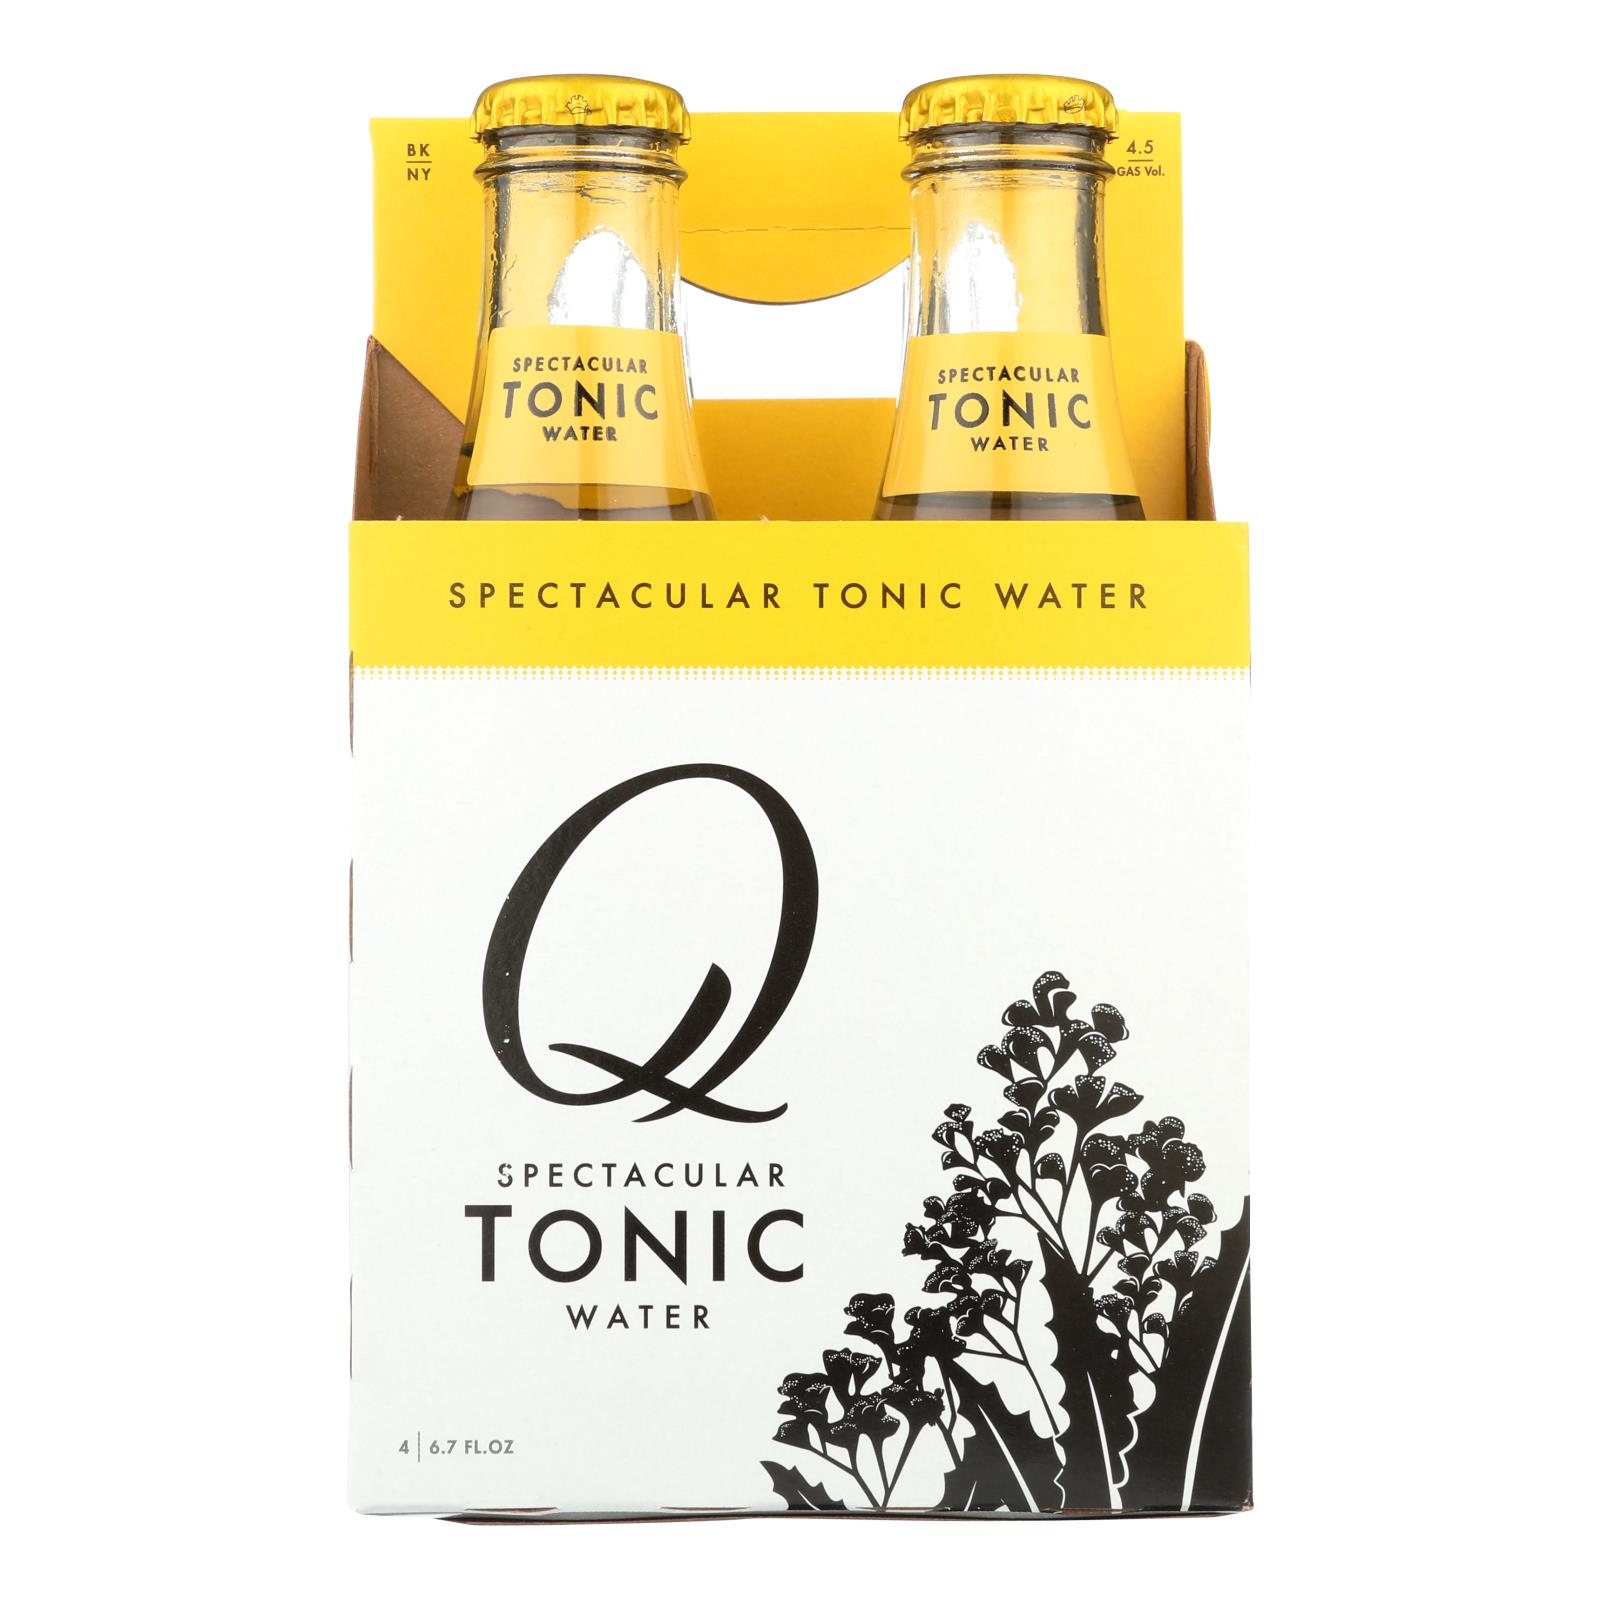 BK
NY
4.5
GAS Vol.
SPECTACULAR
TONIC
WATER
SPECTACULAR
TONIC
WATER
SPECTACULAR TONIC WATER
Q
SPECTACULAR
TONIC
WATER
4 | 6.7 FL.OZ